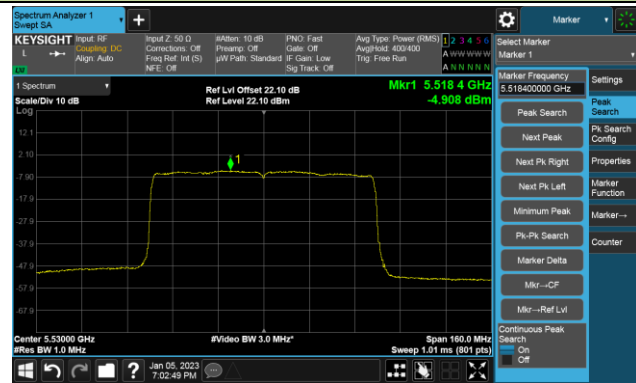 Spectrum Analyzer 1
Swept SA
+
Marker
KEYSIGHT
L
LW
Input: RF
Coupling: DC
Align: Auto
Input Z: 50 Ω
Corrections: Off
Freq Ref: Int (S)
NFE: Off
#Atten: 10 dB
Preamp: Off
µW Path: Standard
PNO: Fast
Gate: Off
IF Gain: Low
Sig Track: Off
Avg Type: Power (RMS)
Avg|Hold: 400/400
Trig: Free Run
1 2 3 4 5 6
A W W W W W
A N N N N N
Select Marker
Marker 1
1 Spectrum
Scale/Div 10 dB
Log
Ref Lvl Offset 22.10 dB
Ref Level 22.10 dBm
Mkr1 5.518 4 GHz
-4.908 dBm
12.1
2.10
-7.90
-17.9
-27.9
-37.9
-47.9
-57.9
-67.9
1
Center 5.53000 GHz
#Res BW 1.0 MHz
#Video BW 3.0 MHz*
Span 160.0 MHz
Sweep 1.01 ms (801 pts)
Marker Frequency
5.518400000 GHz
Peak Search
Next Peak
Next Pk Right
Next Pk Left
Minimum Peak
Pk-Pk Search
Marker Delta
Mkr→CF
Mkr→Ref Lvl
Continuous Peak
Search
On
Off
Settings
Peak
Search
Pk Search
Config
Properties
Marker
Function
Marker→
Counter
?
Jan 05, 2023
7:02:49 PM